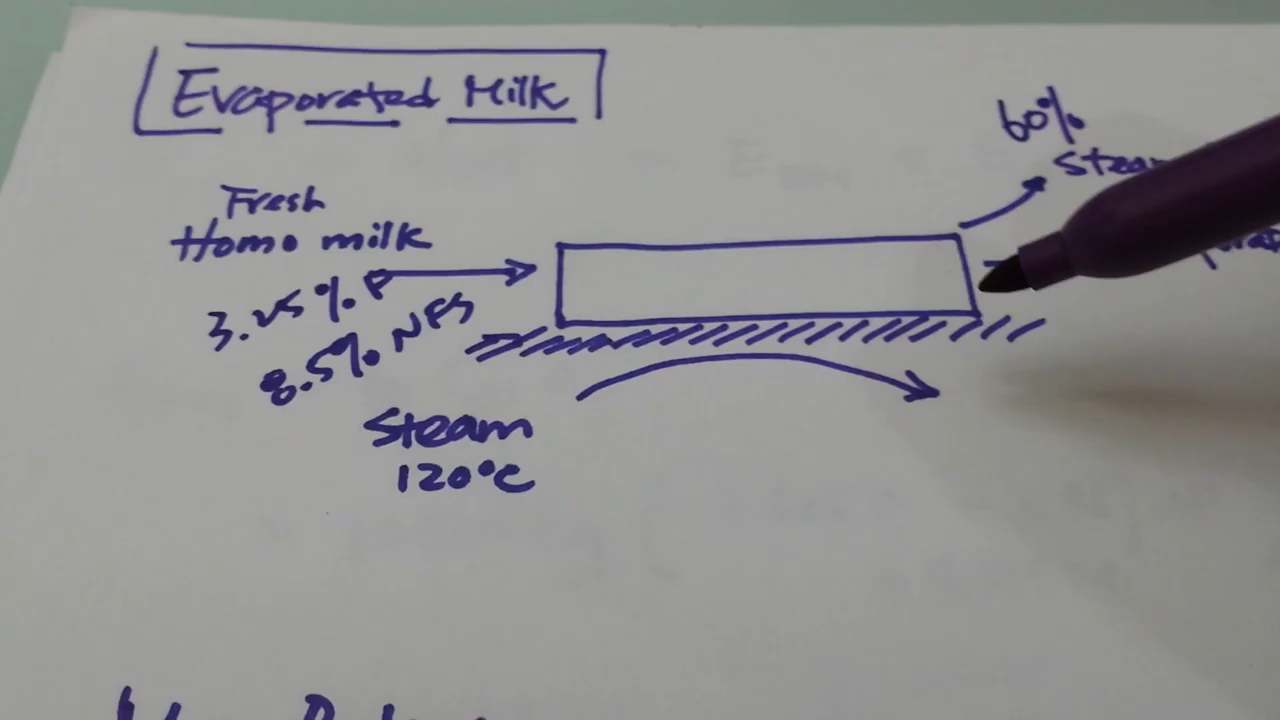 Evaporated Milk
60%
Fresh
Homo milk
3.25% F
8.5% NFS
Steam
120°C